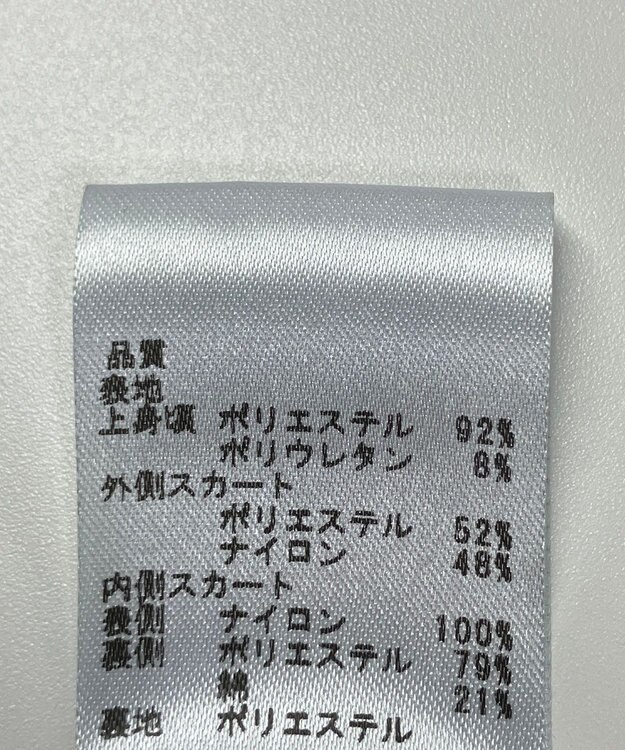 品質
表地
上身頃 ポリエステル 92%
ポリウレタン 8%
外側スカート
ポリエステル 52%
ナイロン 48%
内側スカート
表側 ナイロン 100%
裏側 ポリエステル 79%
綿 21%
裏地 ポリエステル